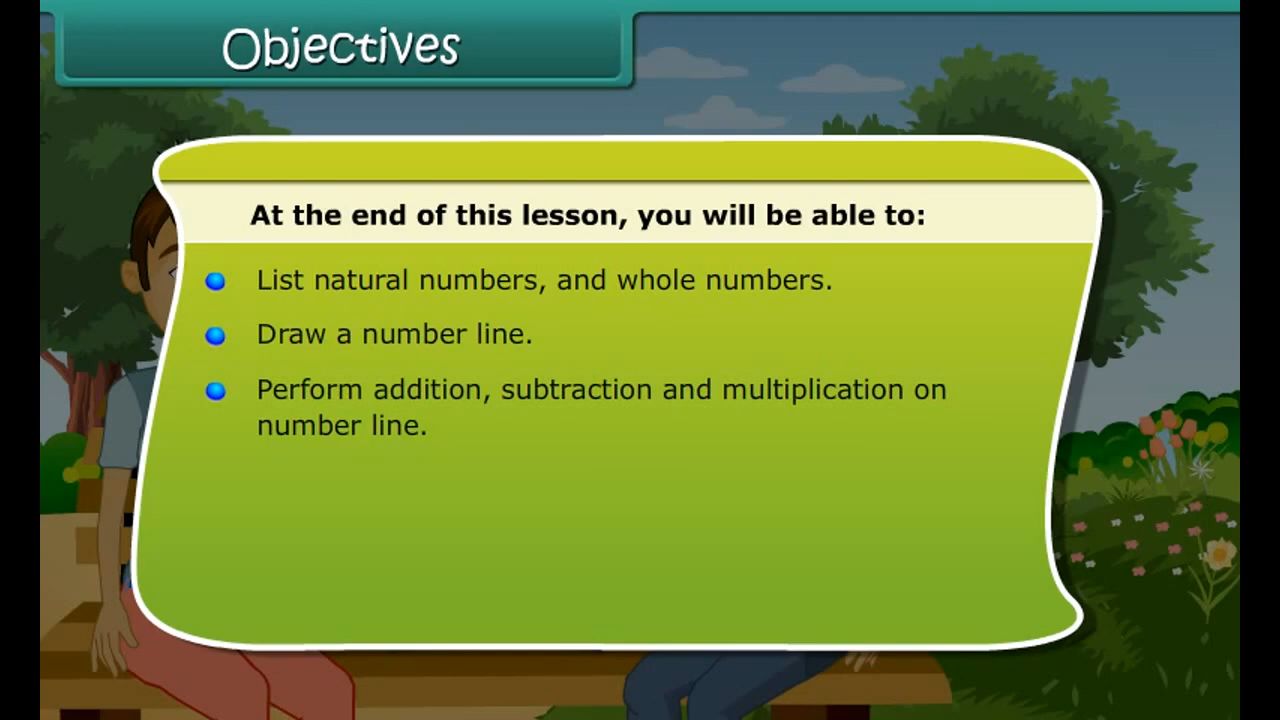 Objectives
At the end of this lesson, you will be able to:
List natural numbers, and whole numbers.
Draw a number line.
Perform addition, subtraction and multiplication on
number line.